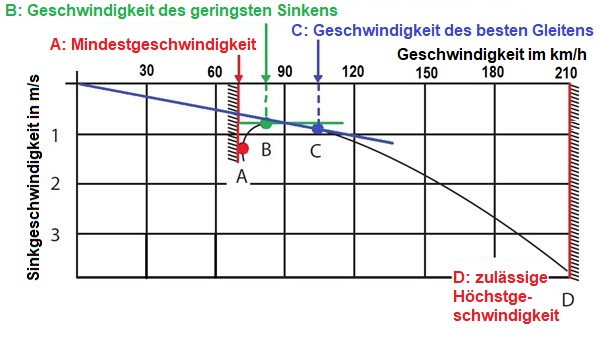 B: Geschwindigkeit des geringsten Sinkens
C: Geschwindigkeit des besten Gleitens
A: Mindestgeschwindigkeit
Geschwindigkeit im km/h
30 60 90 120 150 180 210
Sinkgeschwindigkeit in m/s
1
2
3
A
B
C
D: zulässige
Höchstge-
schwindigkeit
D